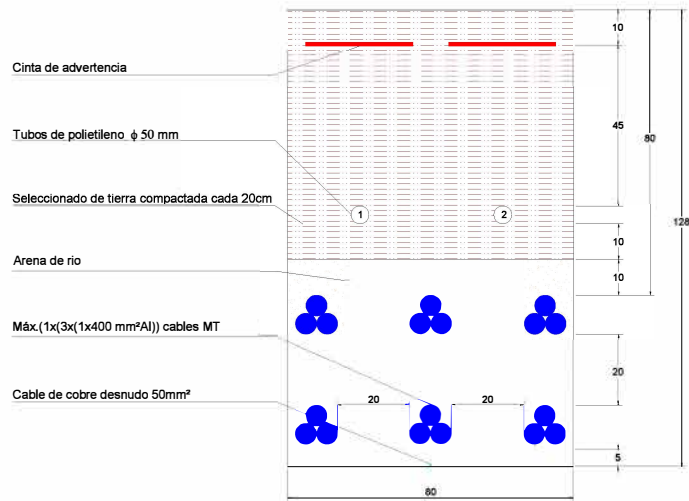 10
Cinta de advertencia
Tubos de polietileno ϕ 50 mm
45
80
Seleccionado de tierra compactada cada 20cm
1
2
128
10
Arena de rio
10
Máx.(1x(3x(1x400 mm²Al)) cables MT
20
Cable de cobre desnudo 50mm²
20
20
5
80